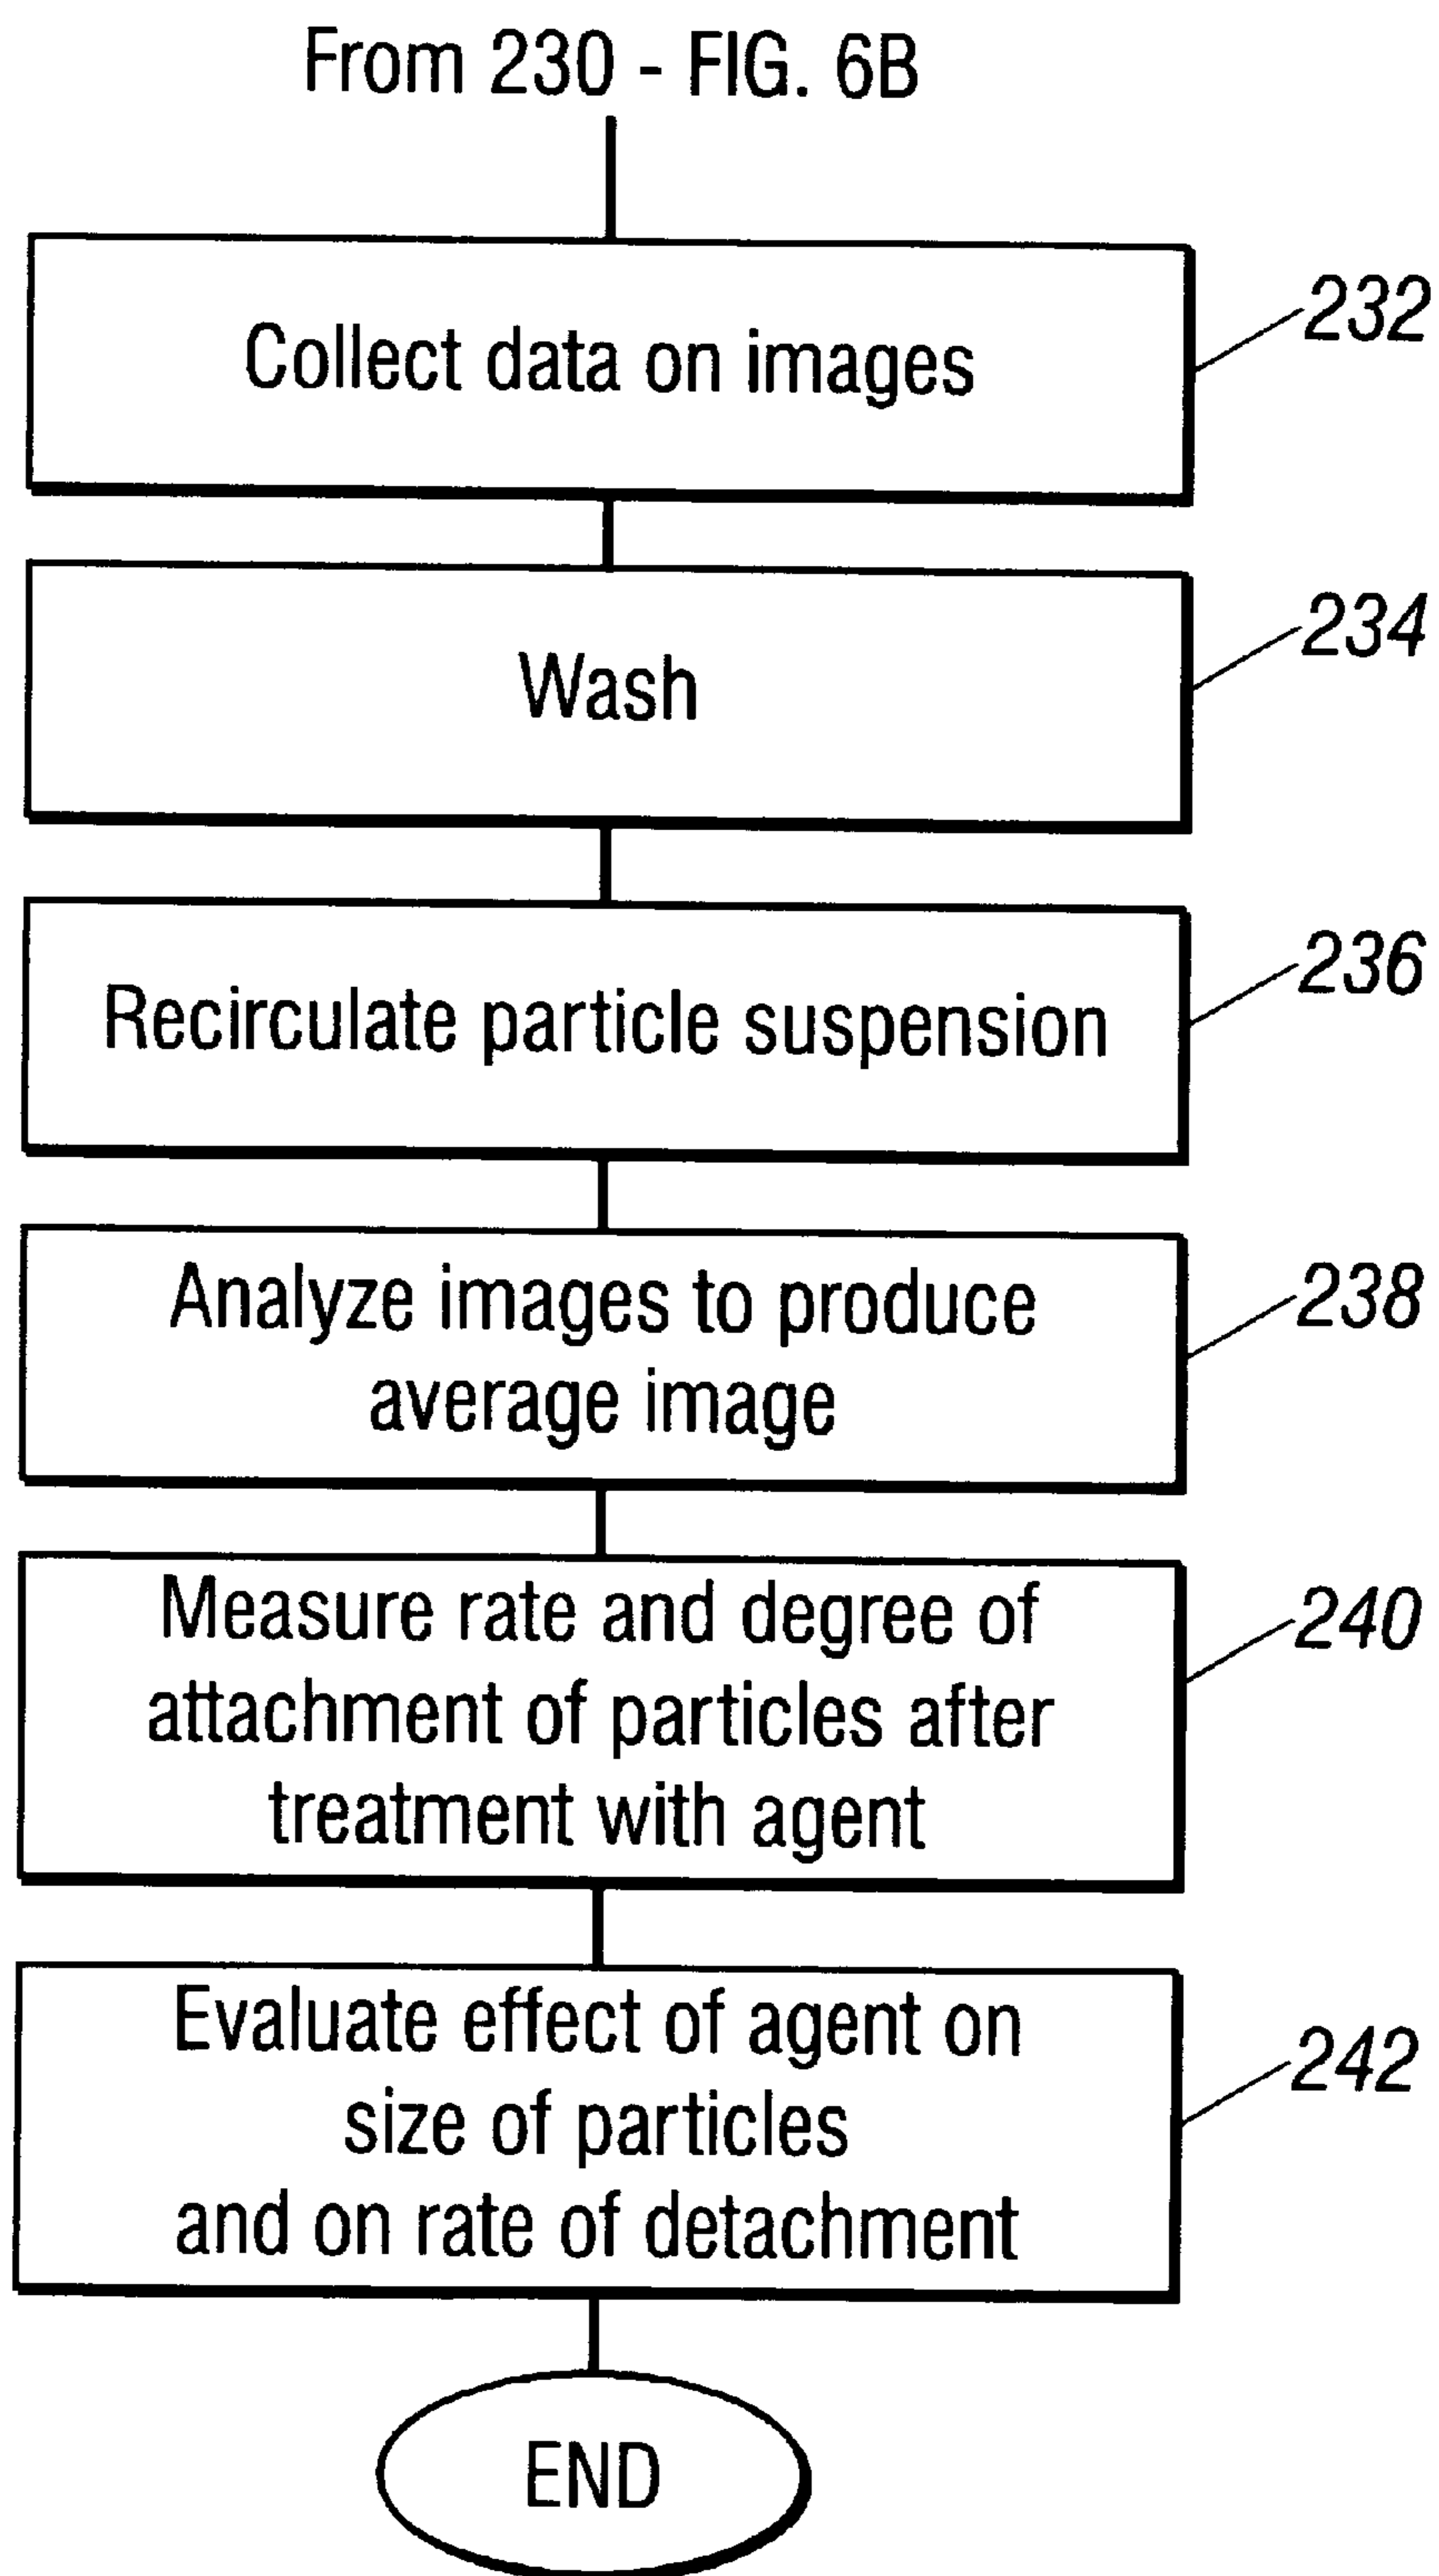 From 230 - FIG. 6B
Collect data on images
232
Wash
234
Recirculate particle suspension
236
Analyze images to produce
average image
238
Measure rate and degree of
attachment of particles after
treatment with agent
240
Evaluate effect of agent on
size of particles
and on rate of detachment
242
END